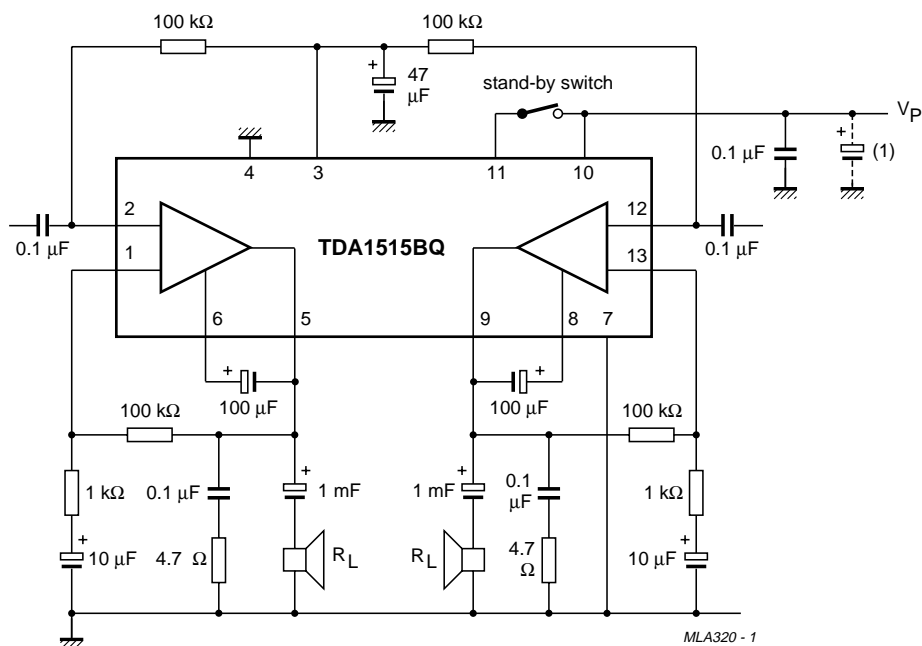 100 kΩ
100 kΩ
+
47
μF
stand-by switch
VP
+
0.1 μF
(1)
4
3
11
10
2
12
0.1 μF
TDA1515BQ
0.1 μF
1
13
6
5
9
8
7
+
100 μF
+
100 μF
100 kΩ
100 kΩ
1 kΩ
0.1 μF
+
1 mF
1 mF
+
0.1
μF
1 kΩ
+
10 μF
4.7 Ω
RL
RL
4.7
Ω
10 μF
+
MLA320 - 1